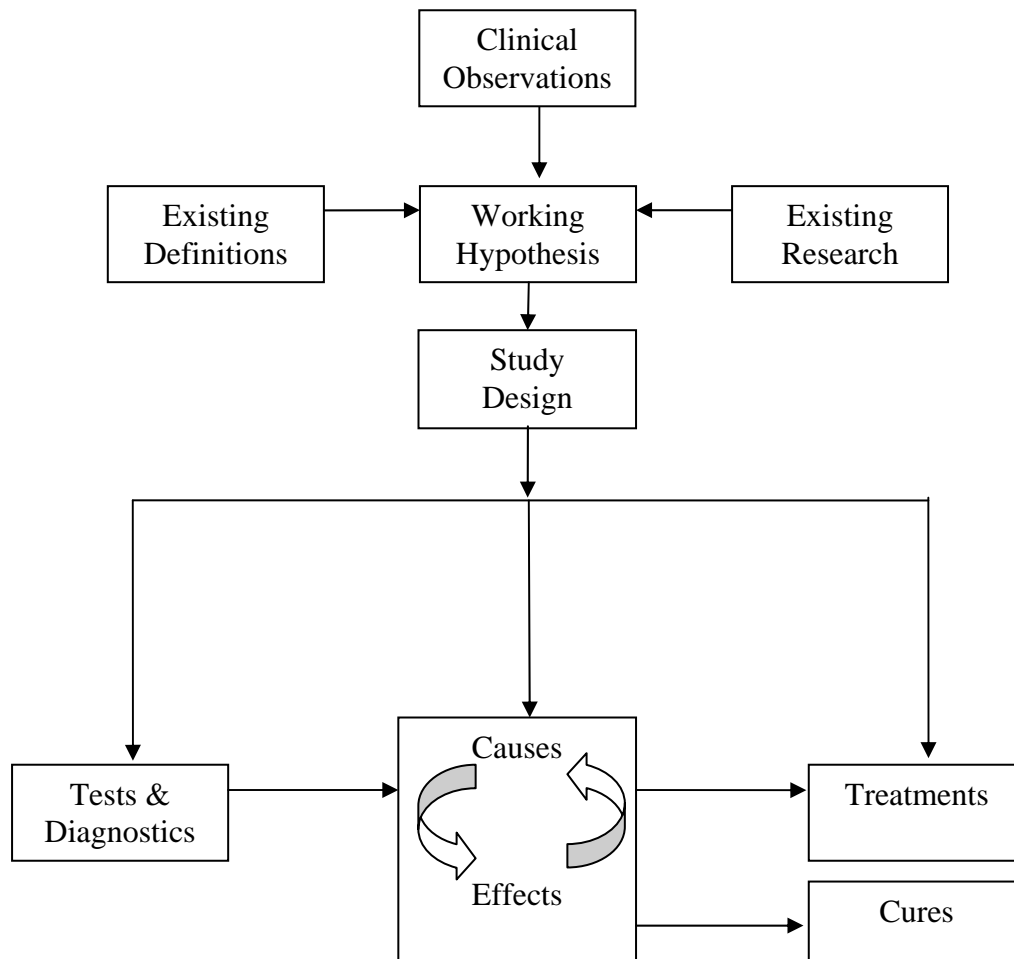 Clinical
Observations
Existing
Definitions
Working
Hypothesis
Existing
Research
Study
Design
Causes
Tests &
Diagnostics
Treatments
Effects
Cures